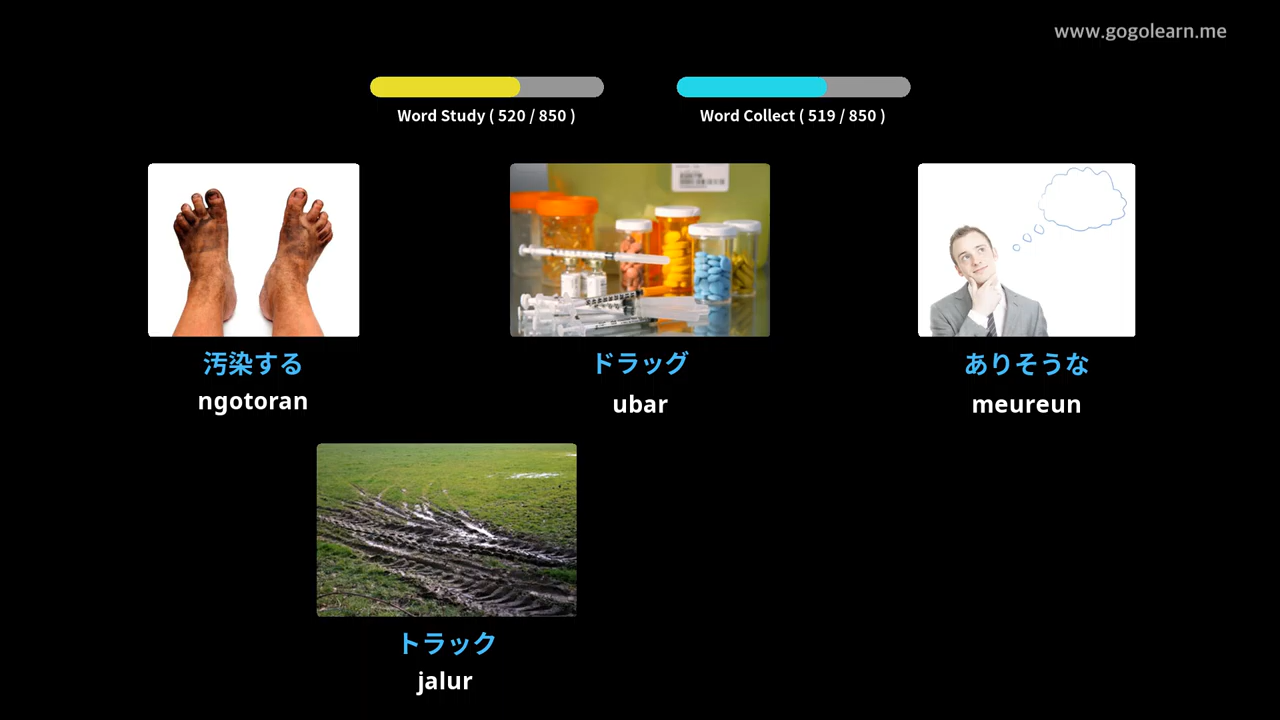 www.gogolearn.me
Word Study ( 520 / 850 )
Word Collect ( 519 / 850 )
汚染する
ngotoran
ドラッグ
ubar
ありそうな
meureun
トラック
jalur